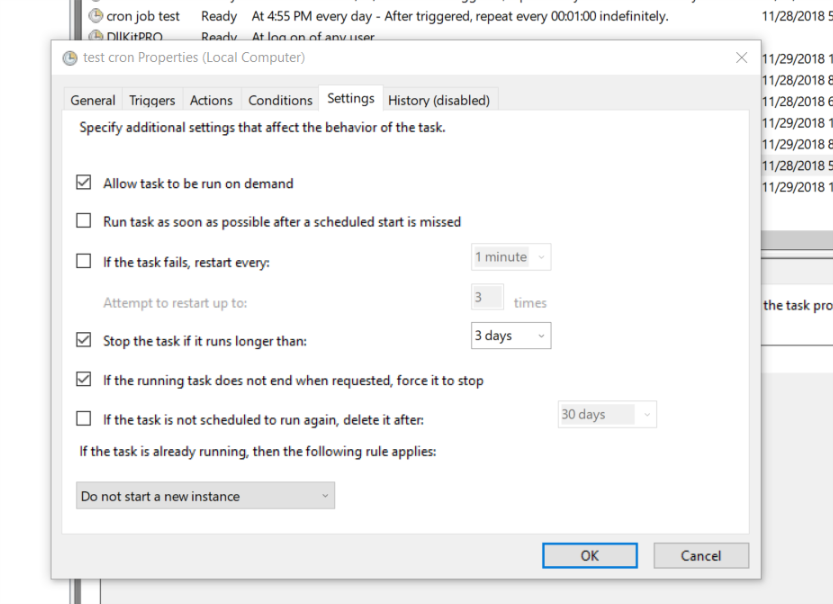 cron job test Ready At 4:55 PM every day - After triggered, repeat every 00:01:00 indefinitely. 11/28/2018 5
DllKitPRO Ready At log on of any user
test cron Properties (Local Computer)
11/29/2018 1
11/28/2018 8
General Triggers Actions Conditions Settings History (disabled) 11/28/2018 6
Specify additional settings that affect the behavior of the task. 11/29/2018 1
11/29/2018 8
11/28/2018 5
Allow task to be run on demand 11/29/2018 1
Run task as soon as possible after a scheduled start is missed
If the task fails, restart every: 1 minute
Attempt to restart up to: 3 times the task pro
Stop the task if it runs longer than: 3 days
If the running task does not end when requested, force it to stop
If the task is not scheduled to run again, delete it after: 30 days
If the task is already running, then the following rule applies:
Do not start a new instance
OK Cancel